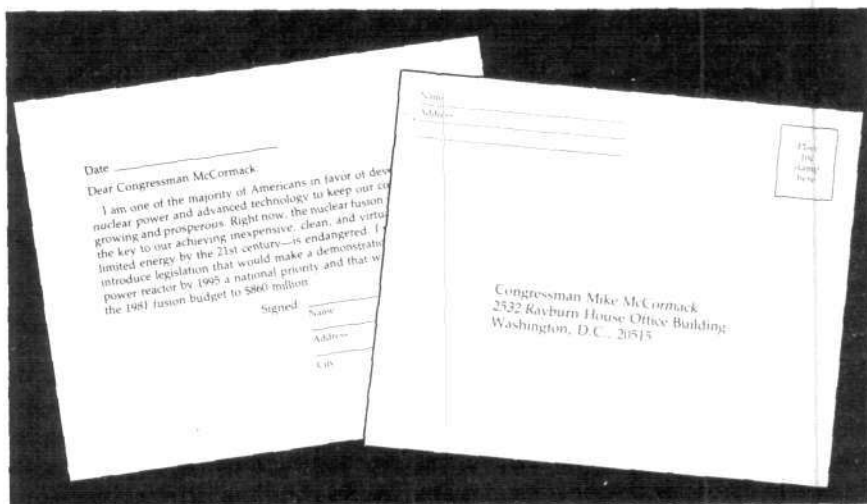 Date
Dear Congressman McCormack
I am one of the majority of Americans in favor of
nuclear power and advanced technology to keep our
growing and prosperous. Right now, the nuclear fusion
the key to our achieving inexpensive, clean, and
limited energy by the 21st century—is endangered. I
introduce legislation that would make a
power reactor by 1995 a national priority and that
the 1981 fusion budget to $860 million
Signed
Name
Address
City
Name
Address
Place
stamp
here
Congressman Mike McCormack
2532 Rayburn House Office Building
Washington, D.C., 20515